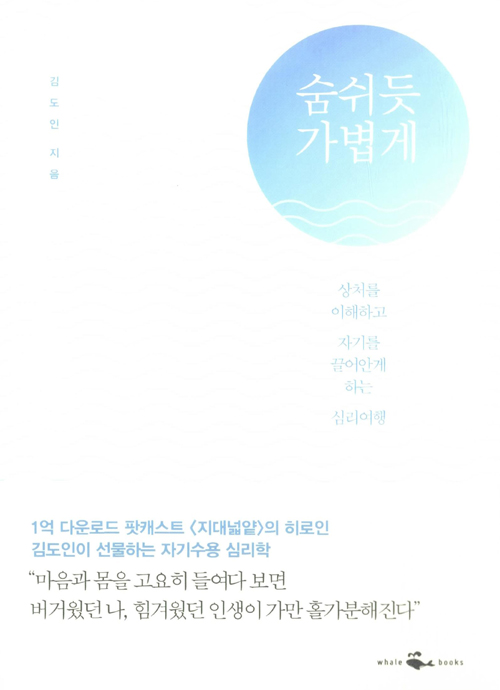 숨쉬듯
가볍게
김도인 지음
상처를
이해하고
자기를
끌어안게
하는
심리여행
1억 다운로드 팟캐스트 〈지대넓얕〉의 히로인
김도인이 선물하는 자기수용 심리학
“마음과 몸을 고요히 들여다 보면
버거웠던 나, 힘겨웠던 인생이 가만 홀가분해진다”
whale books